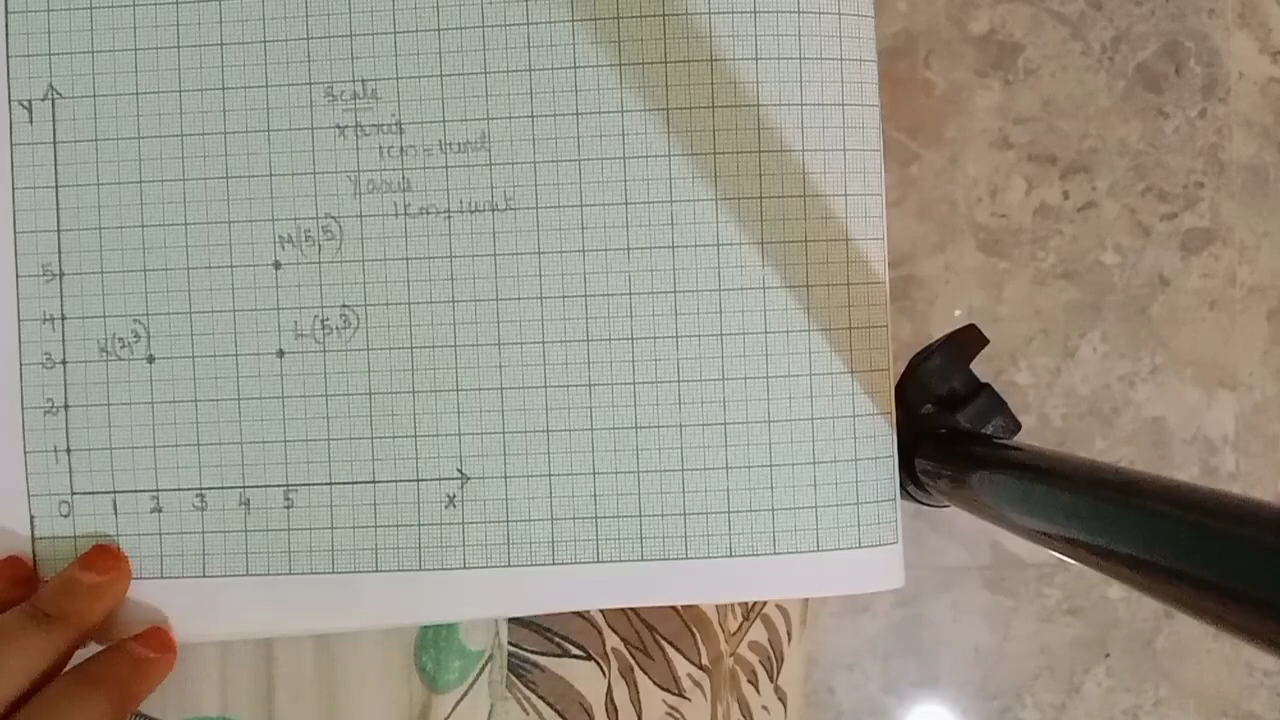 Y
Scale
X axis
1cm=1unit
Y axis
1cm=1unit
M(5,5)
5
4
L(5,3)
K(2,3)
3
2
1
0 1 2 3 4 5 X